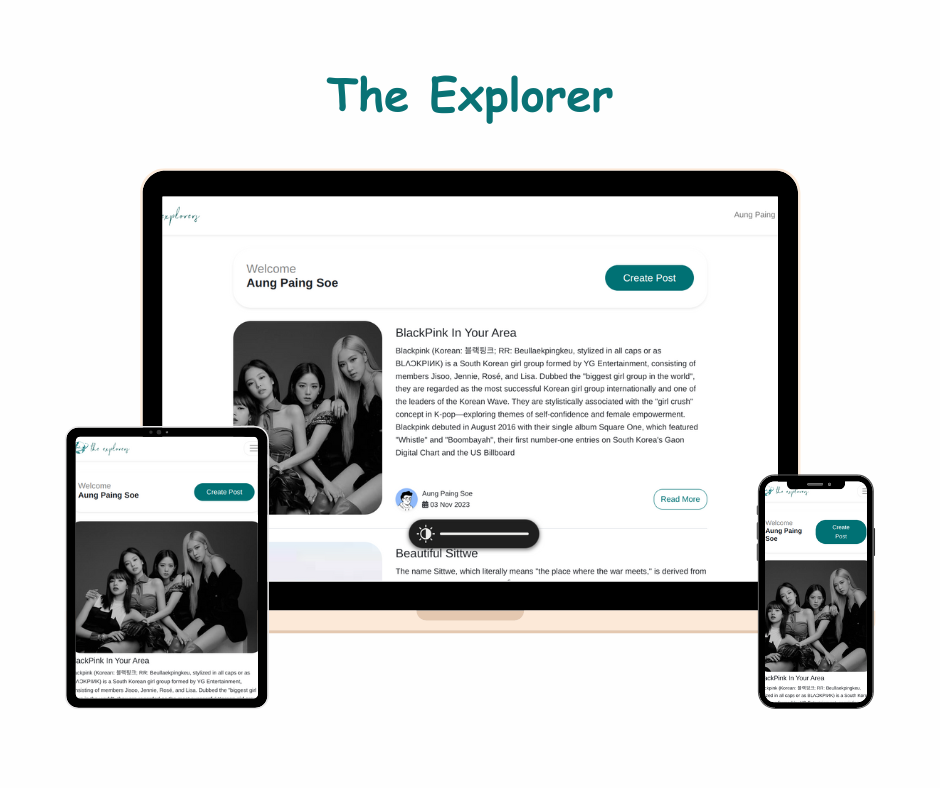 The Explorer
explorers
Aung Paing
Welcome
Aung Paing Soe
Create Post
BlackPink In Your Area
Blackpink (Korean: 블랙핑크; RR: Beullaekpingkeu, stylized in all caps or as
BLΛƆKPIИK) is a South Korean girl group formed by YG Entertainment, consisting of
members Jisoo, Jennie, Rosé, and Lisa. Dubbed the "biggest girl group in the world",
they are regarded as the most successful Korean girl group internationally and one of
the leaders of the Korean Wave. They are stylistically associated with the "girl crush"
concept in K-pop—exploring themes of self-confidence and female empowerment.
Blackpink debuted in August 2016 with their single album Square One, which featured
"Whistle" and "Boombayah", their first number-one entries on South Korea's Gaon
Digital Chart and the US Billboard
Aung Paing Soe
03 Nov 2023
Read More
Beautiful Sittwe
The name Sittwe, which literally means "the place where the war meets," is derived from
the explorers
Welcome
Aung Paing Soe
Create Post
ackPink In Your Area
ackpink (Korean: 블랙핑크; RR: Beullaekpingkeu, stylized in all caps or as
BLΛƆKPIИK) is a South Korean girl group formed by YG Entertainment,
nsisting of members Jisoo, Jennie, Rosé, and Lisa. Dubbed the "biggest girl
the explorers
Welcome
Aung Paing
Soe
Create
Post
ackPink In Your Area
ckpink (Korean: 블랙핑크; RR: Beullaekpingkeu,
zed in all caps or as BLΛƆKPIИK) is a South Kore